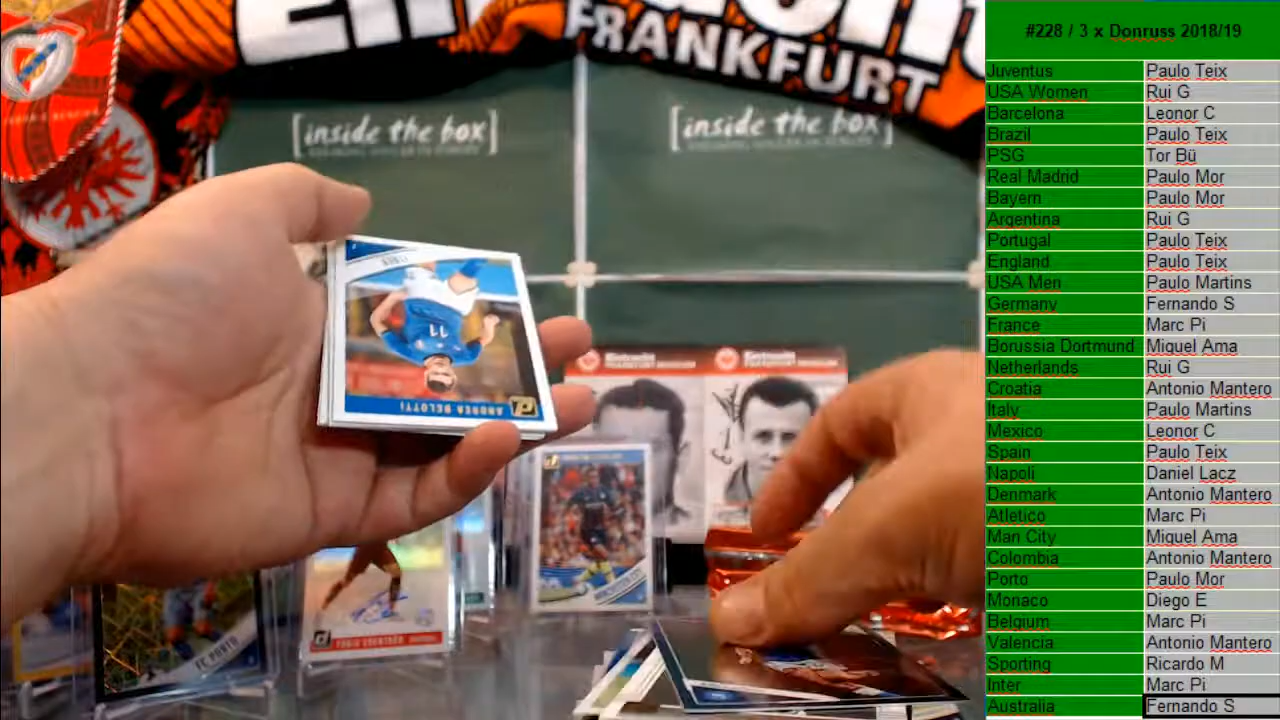 FRANKFURT
inside the box
inside the box
ITALY
11
ANDREA BELOTTI
FC PORTO
#228 / 3 x Donruss 2018/19
Juventus Paulo Teix
USA Women Rui G
Barcelona Leonor C
Brazil Paulo Teix
PSG Tor Bü
Real Madrid Paulo Mor
Bayern Paulo Mor
Argentina Rui G
Portugal Paulo Teix
England Paulo Teix
USA Men Paulo Martins
Germany Fernando S
France Marc Pi
Borussia Dortmund Miguel Ama
Netherlands Rui G
Croatia Antonio Mantero
Italy Paulo Martins
Mexico Leonor C
Spain Paulo Teix
Napoli Daniel Lacz
Denmark Antonio Mantero
Atletico Marc Pi
Man City Miguel Ama
Colombia Antonio Mantero
Porto Paulo Mor
Monaco Diego E
Belgium Marc Pi
Valencia Antonio Mantero
Sporting Ricardo M
Inter Marc Pi
Australia Fernando S